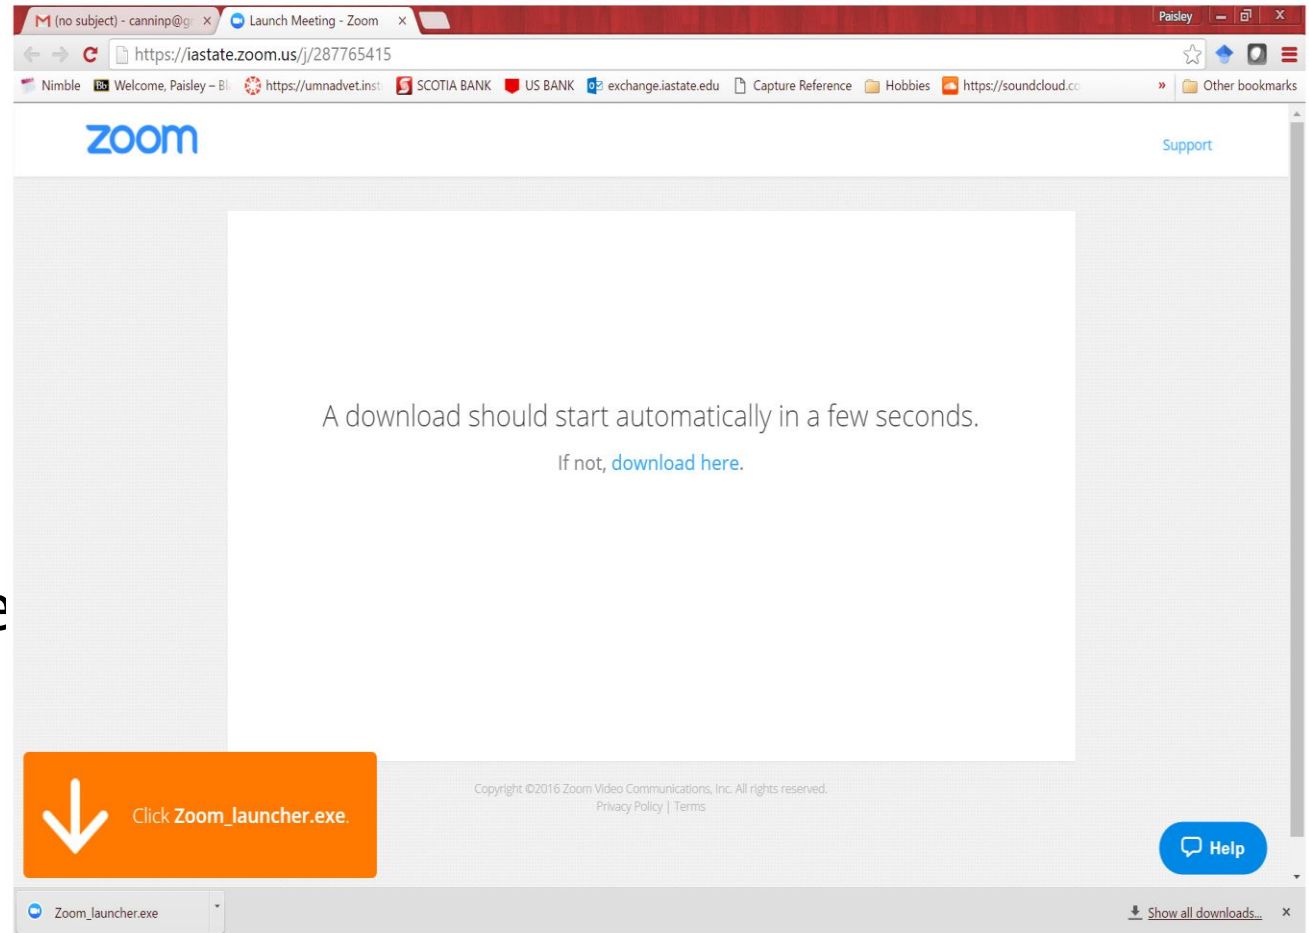 (no subject) - canninp@g
Launch Meeting - Zoom
Paisley
https://iastate.zoom.us/j/287765415
Nimble
Welcome, Paisley – Bl
https://umnadvet.inst
SCOTIA BANK
US BANK
exchange.iastate.edu
Capture Reference
Hobbies
https://soundcloud.co
»
Other bookmarks
zoom
Support
A download should start automatically in a few seconds.
If not, download here.
e
Click Zoom_launcher.exe.
Copyright ©2016 Zoom Video Communications, Inc. All rights reserved.
Privacy Policy | Terms
Help
Zoom_launcher.exe
Show all downloads...